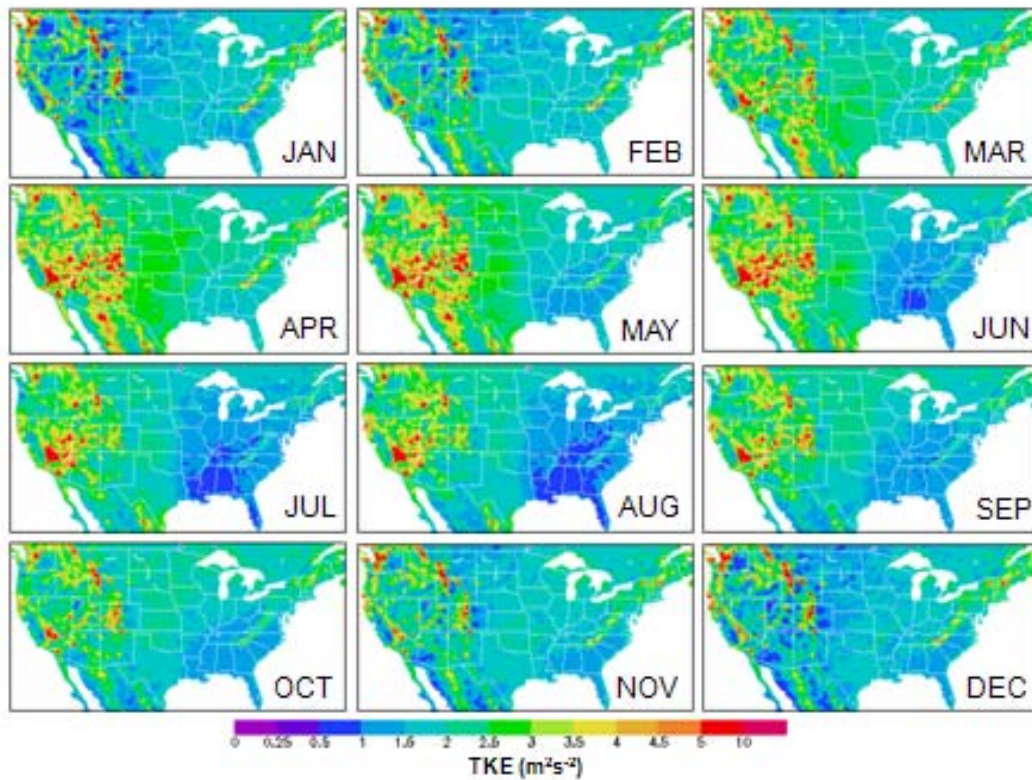 JAN FEB MAR
APR MAY JUN
JUL AUG SEP
OCT NOV DEC
0 0.25 0.5 1 1.5 2 2.5 3 3.5 4 4.5 5 10
TKE (m²s⁻²)